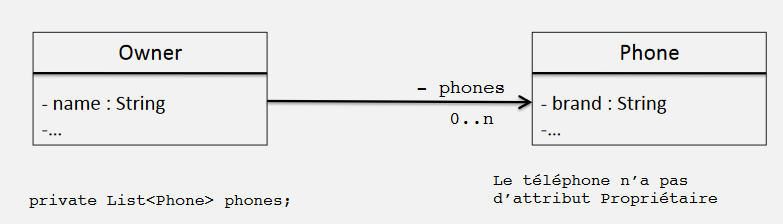 Owner
- name : String
-...
- phones
0..n
Phone
- brand : String
-...
private List<Phone> phones;
Le téléphone n'a pas
d'attribut Propriétaire